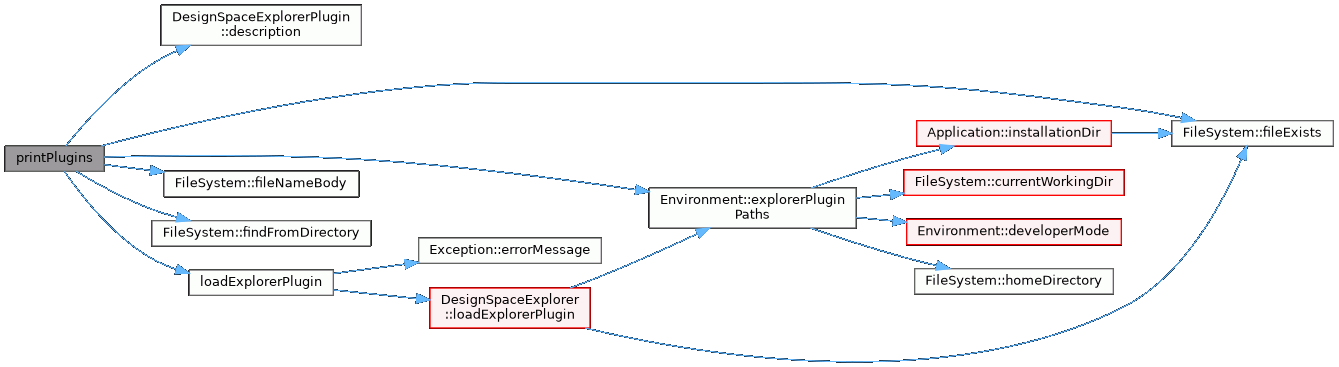 DesignSpaceExplorerPlugin
::description
printPlugins
FileSystem::fileNameBody
FileSystem::findFromDirectory
loadExplorerPlugin
Exception::errorMessage
DesignSpaceExplorer
::loadExplorerPlugin
Environment::explorerPlugin
Paths
Application::installationDir
FileSystem::currentWorkingDir
Environment::developerMode
FileSystem::homeDirectory
FileSystem::fileExists